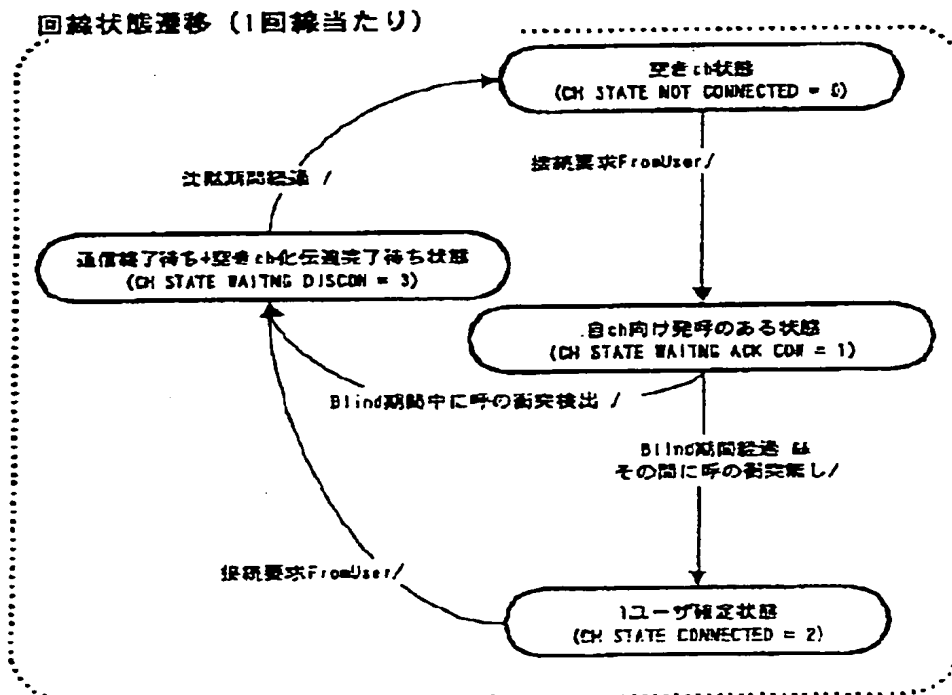 回線状態遷移(1回線当たり)
空きch状態
(CH STATE NOT CONNECTED = 0)
接続要求FromUser/
沈黙期間経過 /
通信終了待ち+空きch化伝達完了待ち状態
(CH STATE WAITNG DISCON = 3)
自ch向け発呼のある状態
(CH STATE WAITNG ACK CON = 1)
Blind期間中に呼の衝突検出 /
Blind期間経過 &&
その間に呼の衝突無し/
接続要求FromUser/
1ユーザ確定状態
(CH STATE CONNECTED = 2)